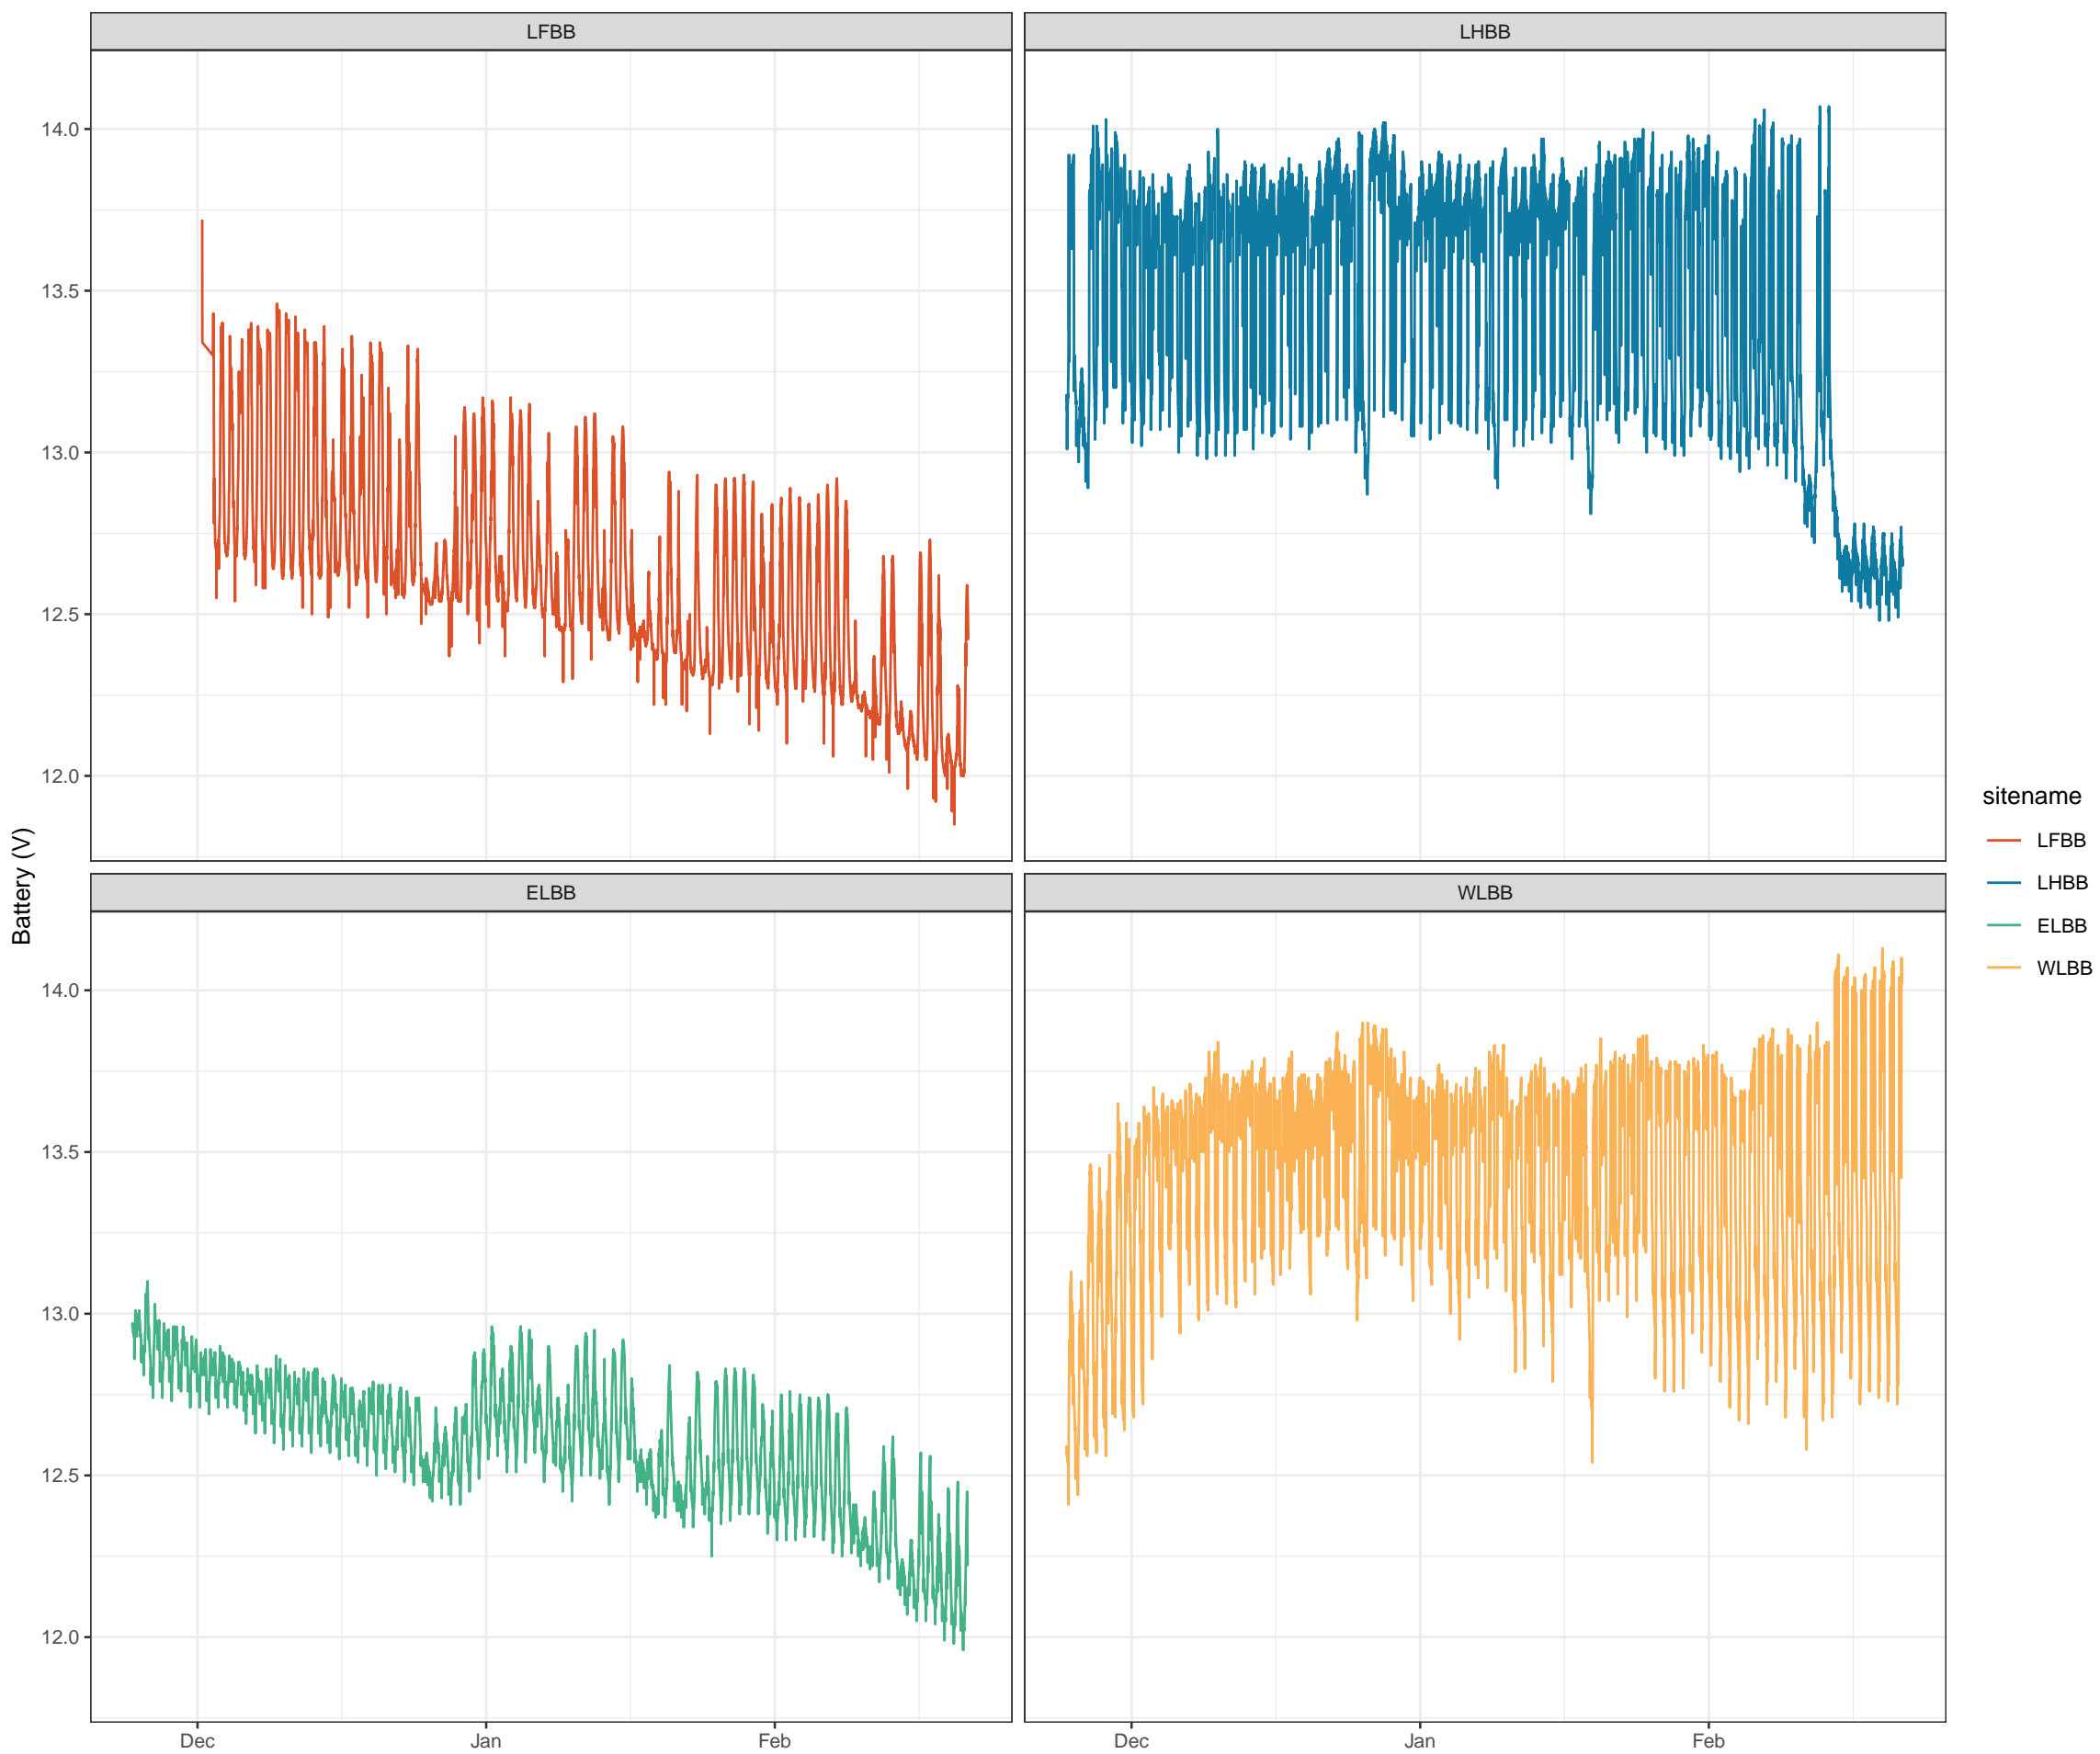 LFBB
LHBB
14.0
13.5
13.0
12.5
12.0
ELBB
WLBB
14.0
13.5
13.0
12.5
12.0
Dec
Jan
Feb
Dec
Jan
Feb
Battery (V)
sitename
LFBB
LHBB
ELBB
WLBB